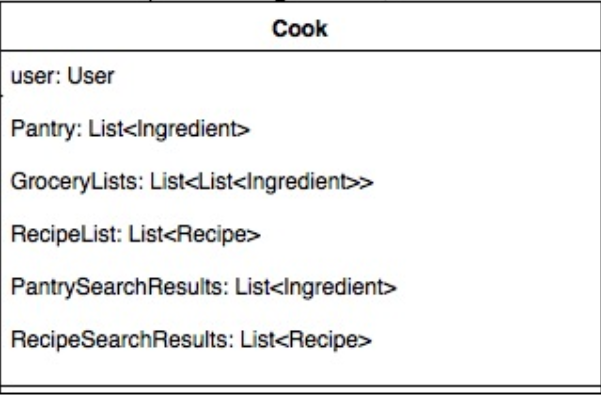 Cook
user: User
Pantry: List<Ingredient>
GroceryLists: List<List<Ingredient>>
RecipeList: List<Recipe>
PantrySearchResults: List<Ingredient>
RecipeSearchResults: List<Recipe>